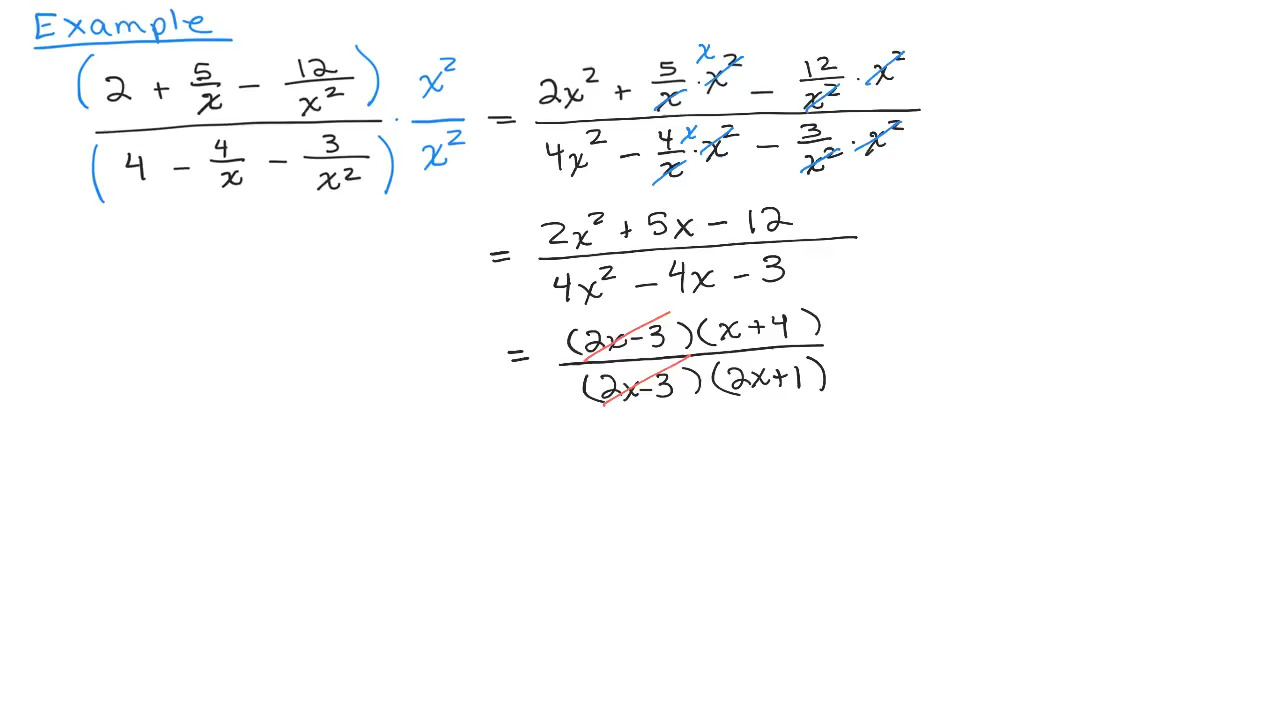 Example
(2 + 5/x - 12/x²) / (4 - 4/x - 3/x²) · x²/x² = (2x² + 5/x · x² x - 12/x² · x²) / (4x² - 4/x · x² x - 3/x² · x²)
= (2x² + 5x - 12) / (4x² - 4x - 3)
= (2x-3)(x+4) / (2x-3)(2x+1)